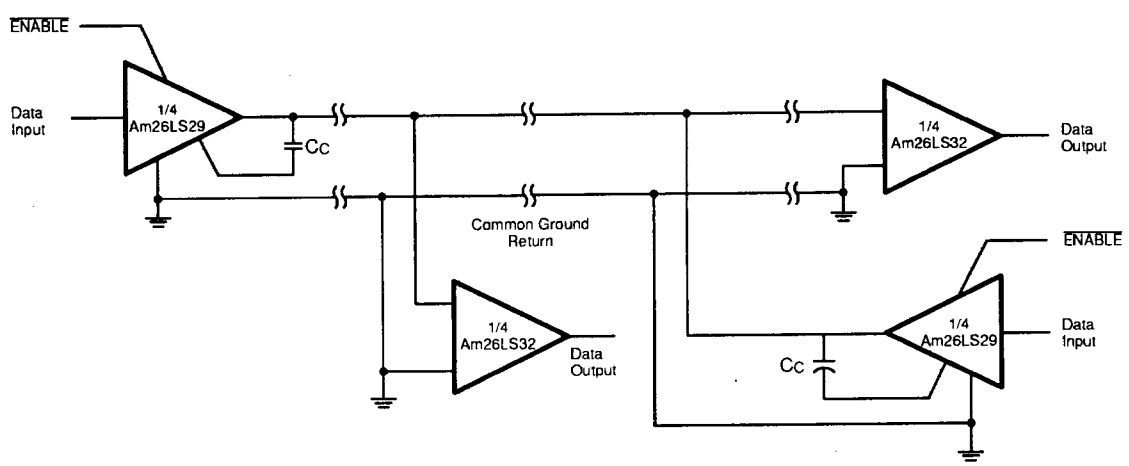 ENABLE
Data
Input
1/4
Am26LS29
CC
1/4
Am26LS32
Data
Output
Common Ground
Return
ENABLE
1/4
Am26LS32
Data
Output
1/4
Am26LS29
Data
Input
CC